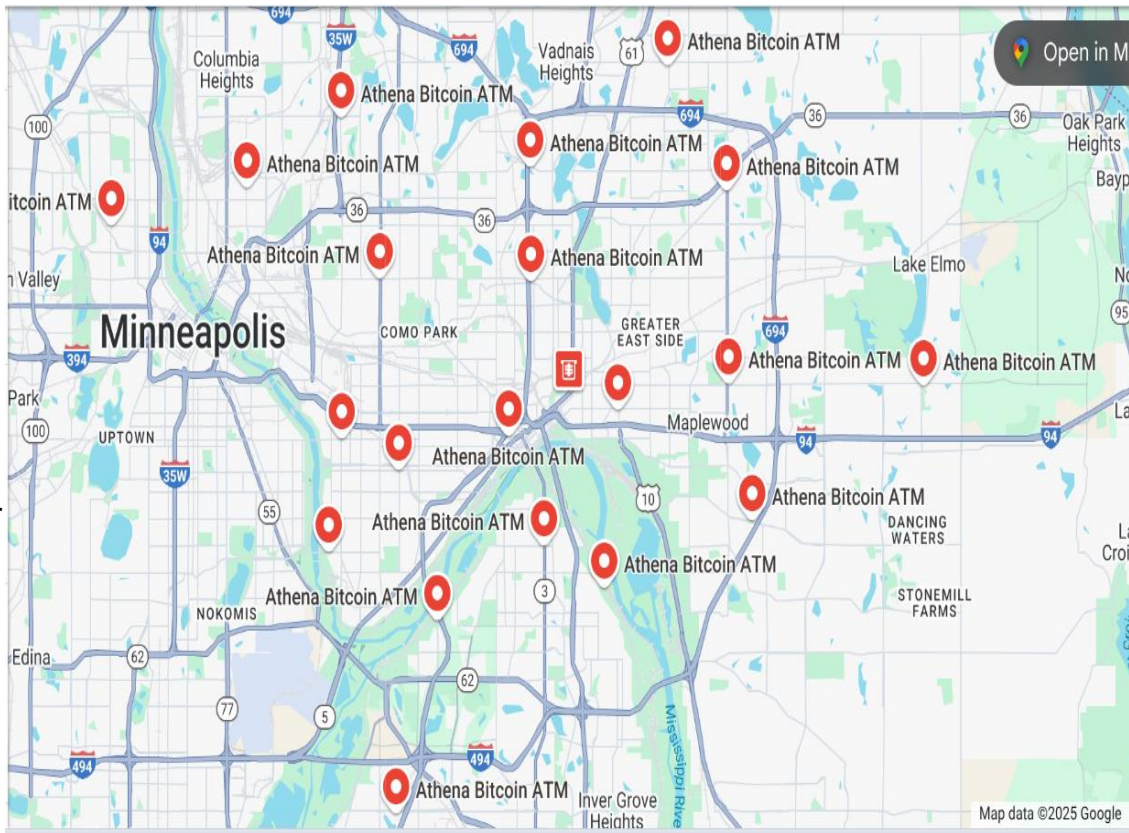 694
35W
694
Vadnais
Heights
61
Athena Bitcoin ATM
Open in M
Columbia
Heights
Athena Bitcoin ATM
694
36
36
Oak Park
Heights
100
Athena Bitcoin ATM
Athena Bitcoin ATM
Athena Bitcoin ATM
Bayp
itcoin ATM
36
36
94
Athena Bitcoin ATM
Athena Bitcoin ATM
Lake Elmo
n Valley
No
95
Minneapolis
COMO PARK
GREATER
EAST SIDE
694
394
Athena Bitcoin ATM
Athena Bitcoin ATM
Park
100
UPTOWN
Maplewood
94
94
La
Athena Bitcoin ATM
35W
10
Athena Bitcoin ATM
55
Athena Bitcoin ATM
DANCING
WATERS
La
Croi
Athena Bitcoin ATM
Athena Bitcoin ATM
3
STONEMILL
FARMS
NOKOMIS
Edina
62
62
77
5
Mississippi Rive
494
494
Athena Bitcoin ATM
Inver Grove
Heights
Map data ©2025 Google